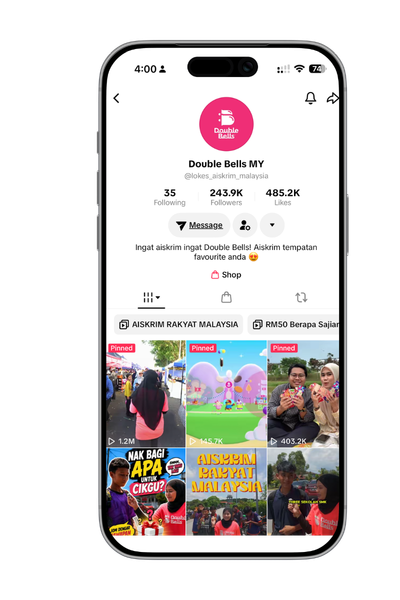 4:00
74
Double Bells
Double Bells MY
@lokes_aiskrim_malaysia
35 243.9K 485.2K
Following Followers Likes
Message
Ingat aiskrim ingat Double Bells! Aiskrim tempatan
favourite anda 😍
Shop
AISKRIM RAKYAT MALAYSIA
RM50 Berapa Sajian
Pinned Pinned Pinned
1.2M 145.7K 403.2K
NAK BAGI
APA
UNTUK
CIKGU?
Double
Bells
AISKRIM
RAKYAT
MALAYSIA